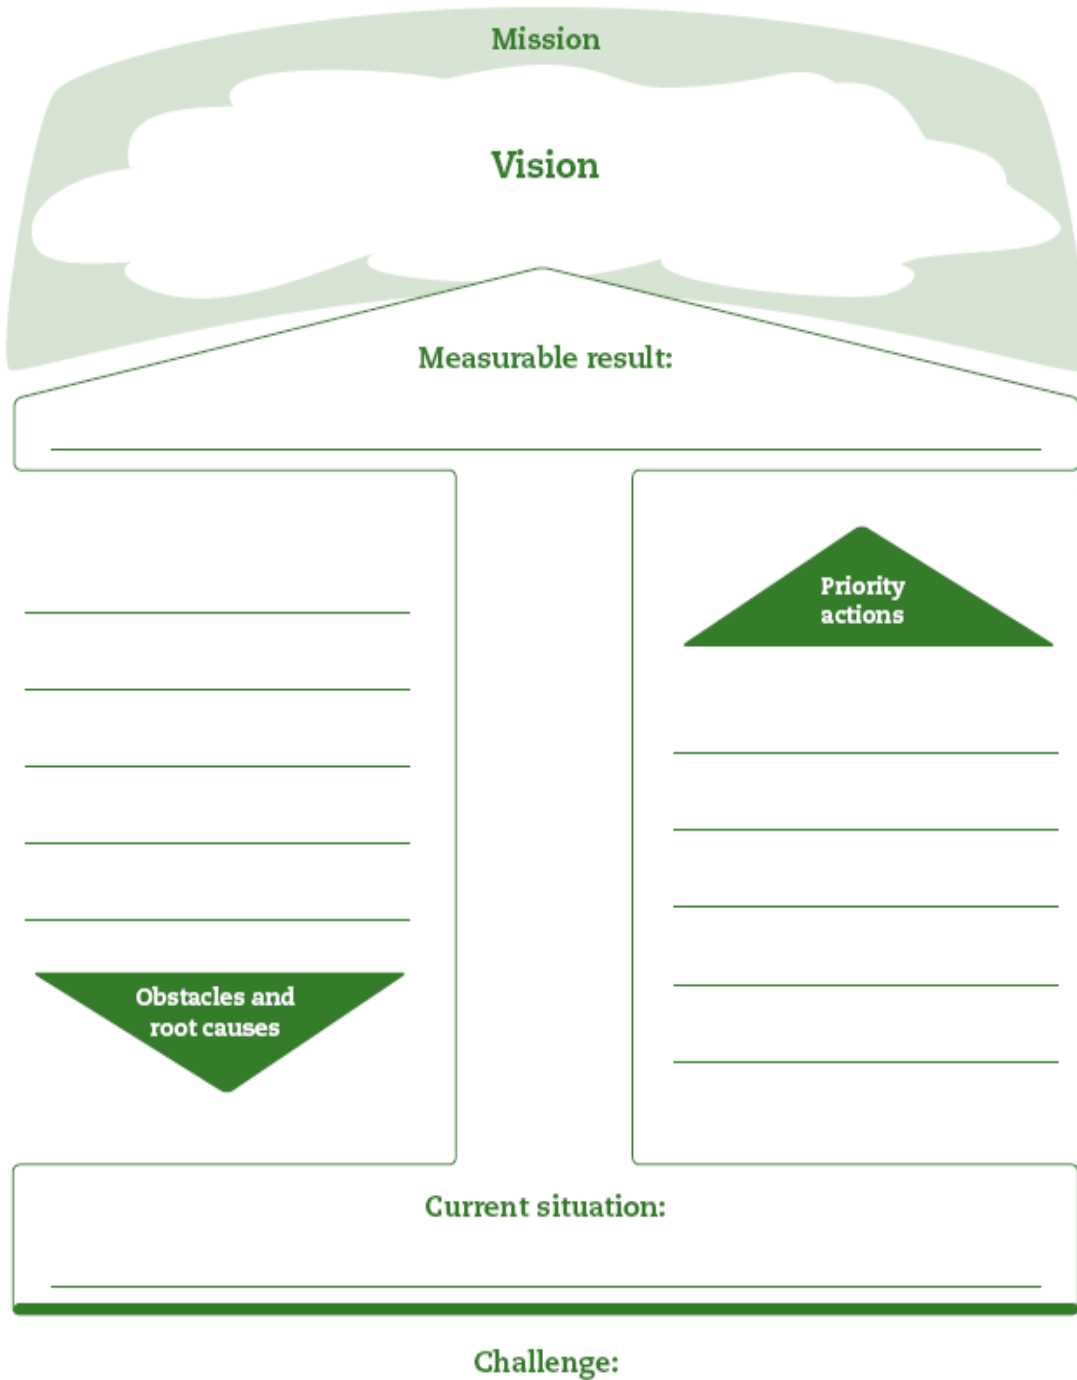 Mission
Vision
Measurable result:
Priority
actions
Obstacles and
root causes
Current situation:
Challenge: